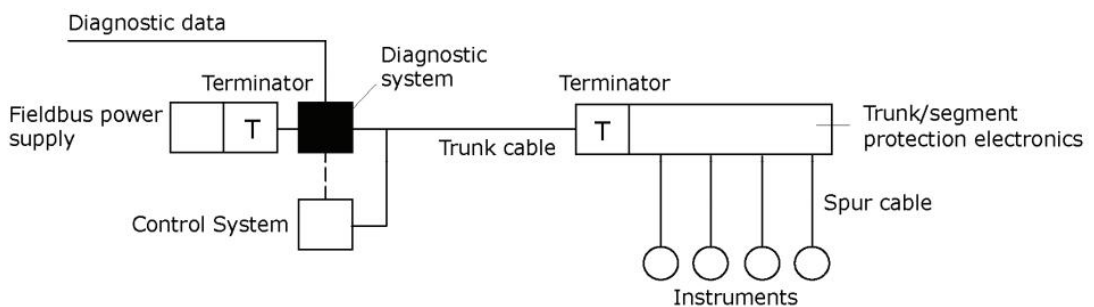 Diagnostic data
Diagnostic
system
Terminator
Terminator
Fieldbus power
supply
T
T
Trunk/segment
protection electronics
Trunk cable
Control System
Spur cable
Instruments